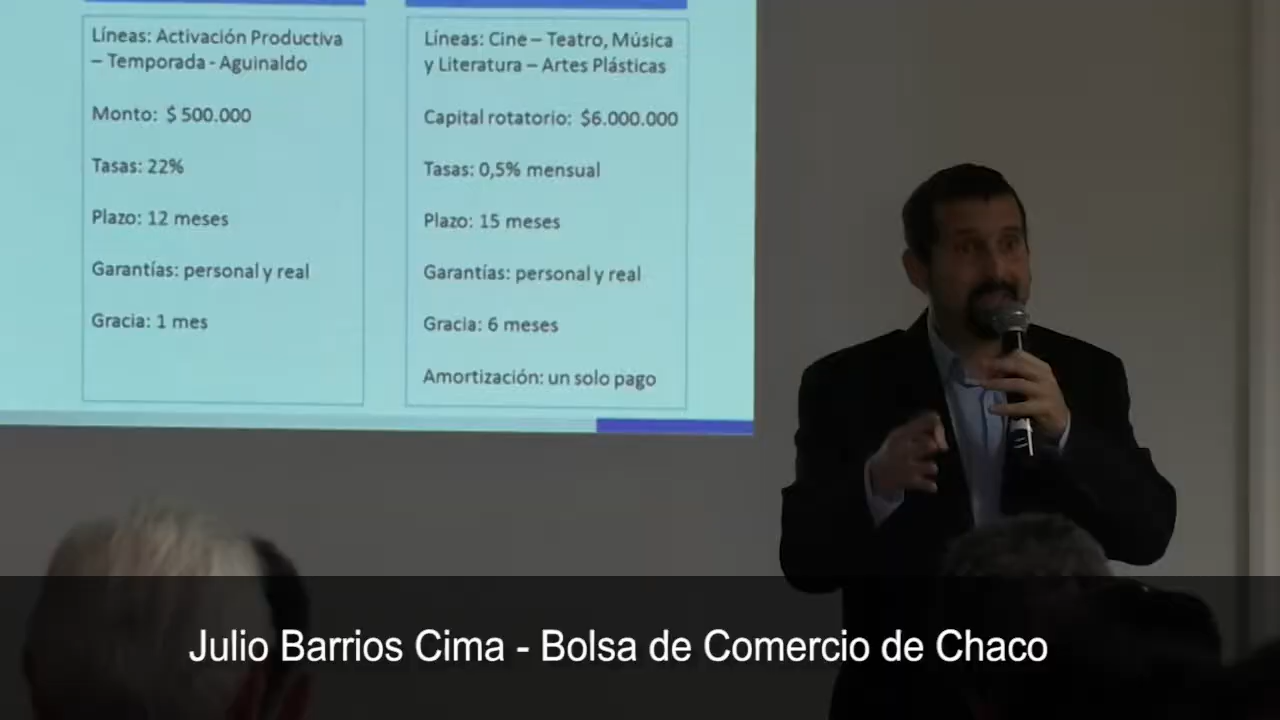 Líneas: Activación Productiva
– Temporada - Aguinaldo
Monto: $ 500.000
Tasas: 22%
Plazo: 12 meses
Garantías: personal y real
Gracia: 1 mes
Líneas: Cine – Teatro, Música
y Literatura – Artes Plásticas
Capital rotatorio: $6.000.000
Tasas: 0,5% mensual
Plazo: 15 meses
Garantías: personal y real
Gracia: 6 meses
Amortización: un solo pago
Julio Barrios Cima - Bolsa de Comercio de Chaco